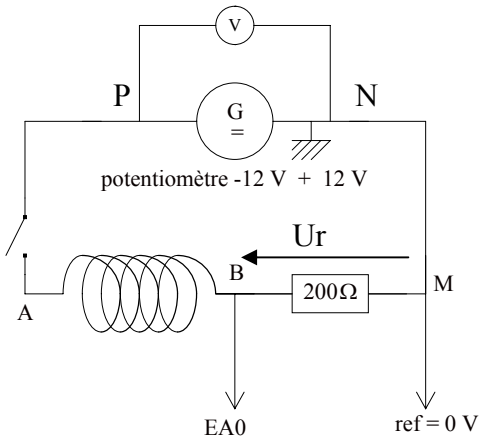 V
P
N
G
=
potentiomètre -12 V + 12 V
Ur
B
200Ω
M
A
EA0
ref = 0 V